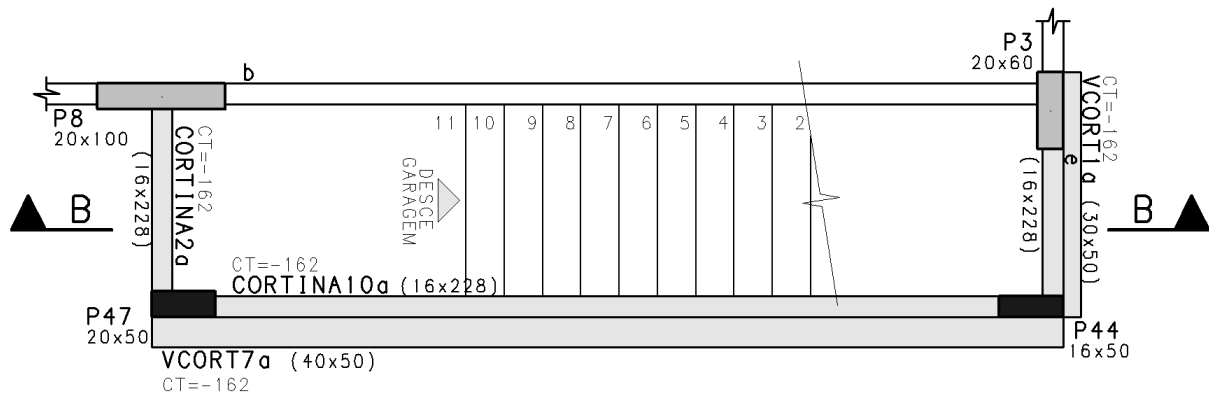 P3
20x60
b
P8
20x100
CT=-162
CORTINA2a
(16x228)
11 10 9 8 7 6 5 4 3 2
DESCE
GARAGEM
CT=-162
VCORT1a (30x50)
e
(16x228)
B
B
CT=-162
CORTINA10a (16x228)
P47
20x50
P44
16x50
VCORT7a (40x50)
CT=-162